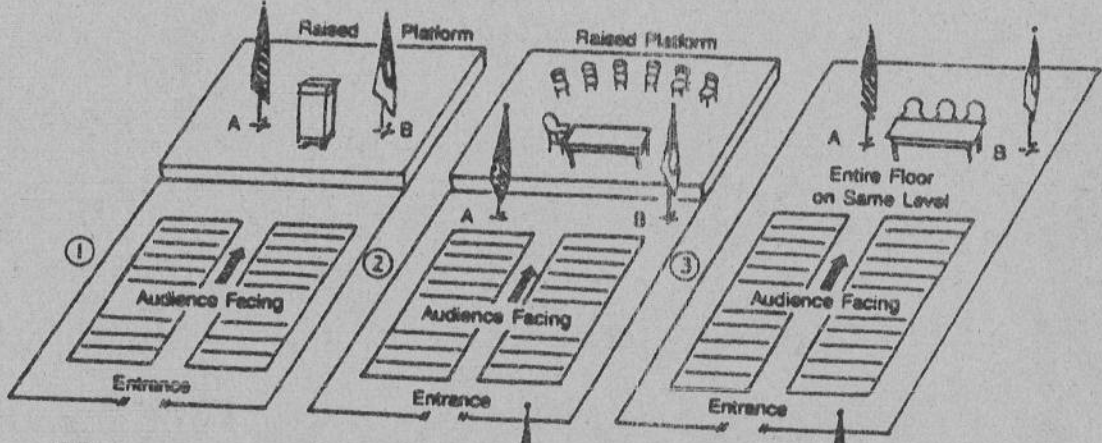 Raised Platform
A
B
①
Audience Facing
Entrance
Raised Platform
A
B
②
Audience Facing
Entrance
A
B
Entire Floor
on Same Level
③
Audience Facing
Entrance